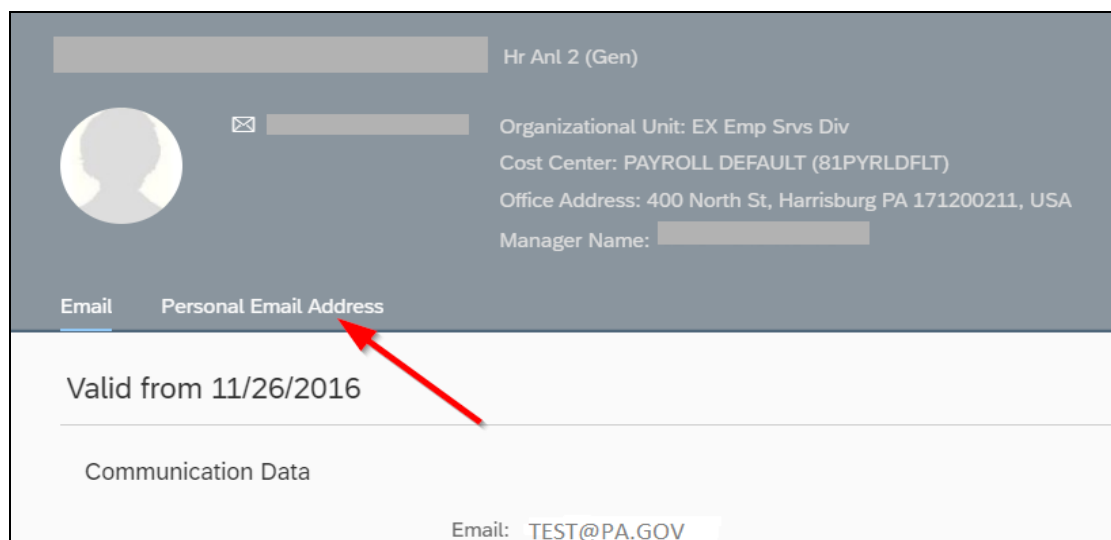 Hr Anl 2 (Gen)
Organizational Unit: EX Emp Srvs Div
Cost Center: PAYROLL DEFAULT (81PYRLDFLT)
Office Address: 400 North St, Harrisburg PA 171200211, USA
Manager Name:
Email Personal Email Address
Valid from 11/26/2016
Communication Data
Email: TEST@PA.GOV